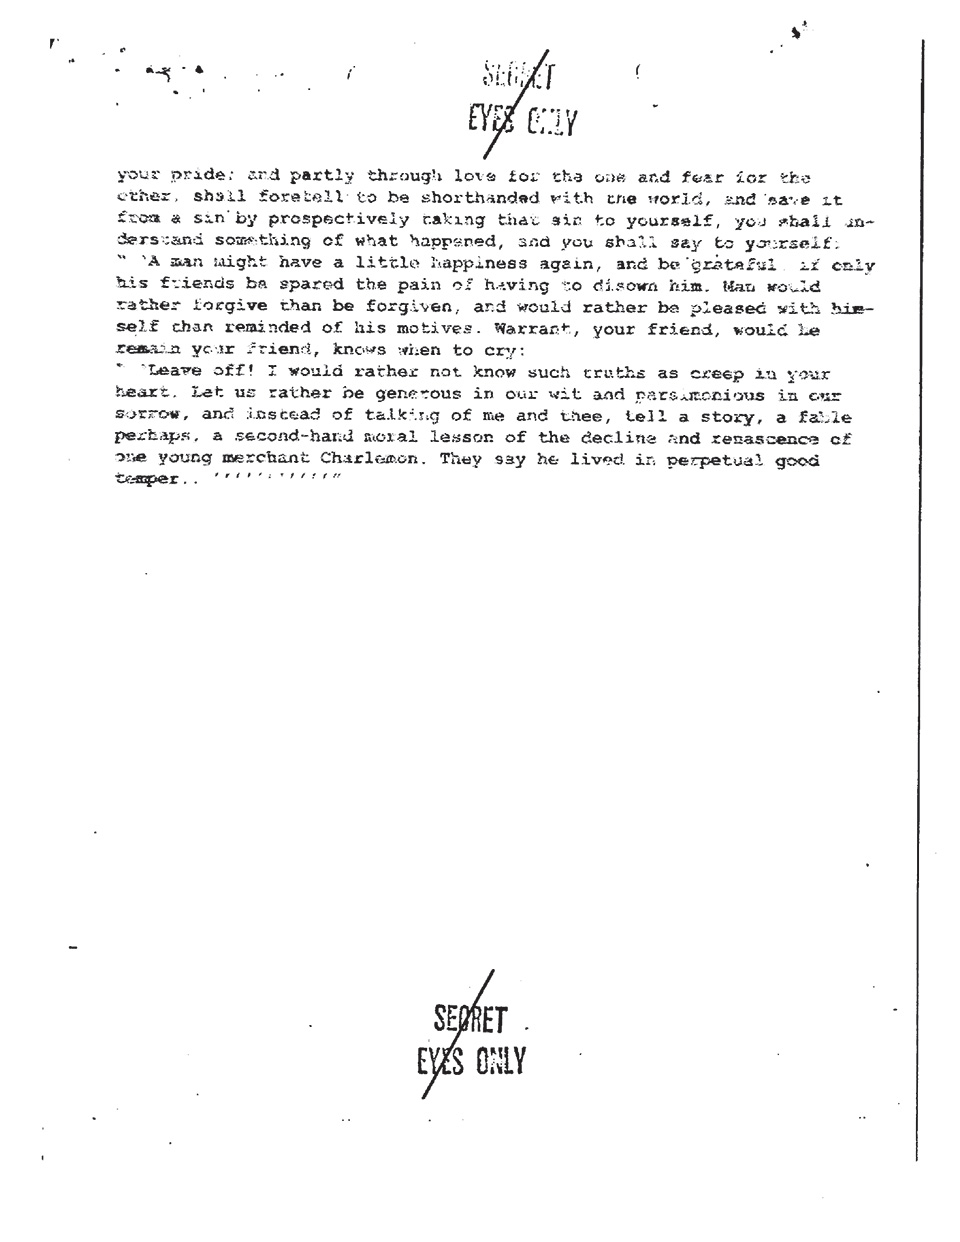 SECRET
EYES ONLY
your pride; and partly through love for the one and fear for the
other, shall foretell to be shorthanded with the world, and save it
from a sin by prospectively taking that sin to yourself, you shall un-
derstand something of what happened, and you shall say to yourself:
" 'A man might have a little happiness again, and be grateful if only
his friends be spared the pain of having to disown him. Man would
rather forgive than be forgiven, and would rather be pleased with him-
self than reminded of his motives. Warrant, your friend, would he
remain your friend, knows when to cry:
" 'Leave off! I would rather not know such truths as creep in your
heart. Let us rather be generous in our wit and parsimonious in our
sorrow, and instead of talking of me and thee, tell a story, a fable
perhaps, a second-hand moral lesson of the decline and renascence of
one young merchant Charlemon. They say he lived in perpetual good
temper.. ''''''''''''"
SECRET
EYES ONLY